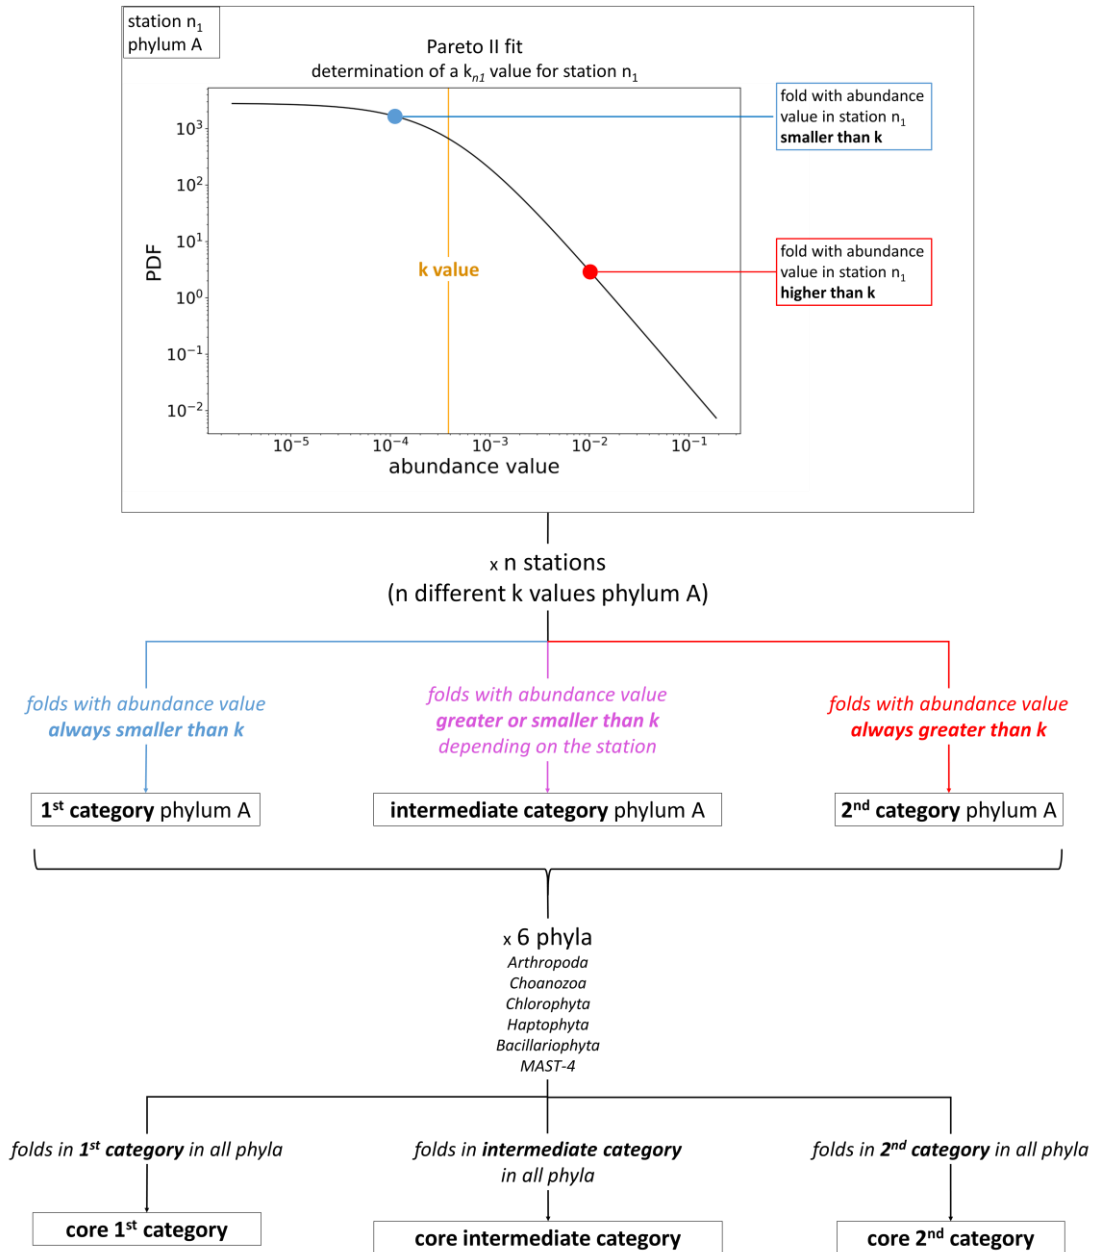 station n₁
phylum A
Pareto II fit
determination of a kₙ₁ value for station n₁
fold with abundance
value in station n₁
smaller than k
fold with abundance
value in station n₁
higher than k
k value
PDF
10³
10²
10¹
10⁰
10⁻¹
10⁻²
10⁻⁵ 10⁻⁴ 10⁻³ 10⁻² 10⁻¹
abundance value
x n stations
(n different k values phylum A)
folds with abundance value
always smaller than k
folds with abundance value
greater or smaller than k
depending on the station
folds with abundance value
always greater than k
1ˢᵗ category phylum A
intermediate category phylum A
2ⁿᵈ category phylum A
x 6 phyla
Arthropoda
Choanozoa
Chlorophyta
Haptophyta
Bacillariophyta
MAST-4
folds in 1ˢᵗ category in all phyla
folds in intermediate category
in all phyla
folds in 2ⁿᵈ category in all phyla
core 1ˢᵗ category
core intermediate category
core 2ⁿᵈ category